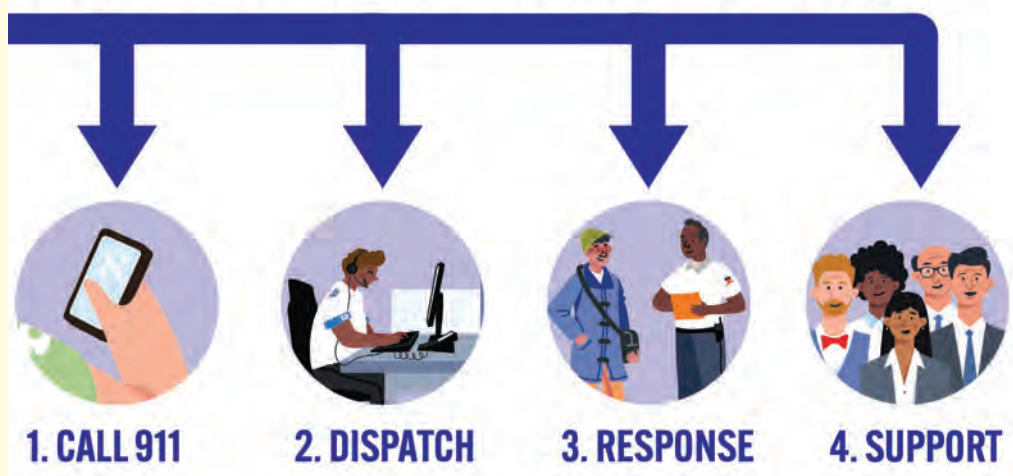 1. CALL 911
2. DISPATCH
3. RESPONSE
4. SUPPORT